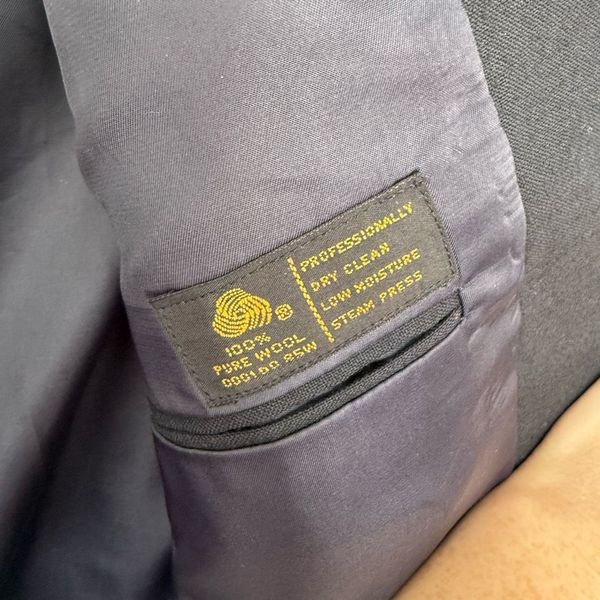 ®
100%
PURE WOOL
PROFESSIONALLY
DRY CLEAN
LOW MOISTURE
STEAM PRESS